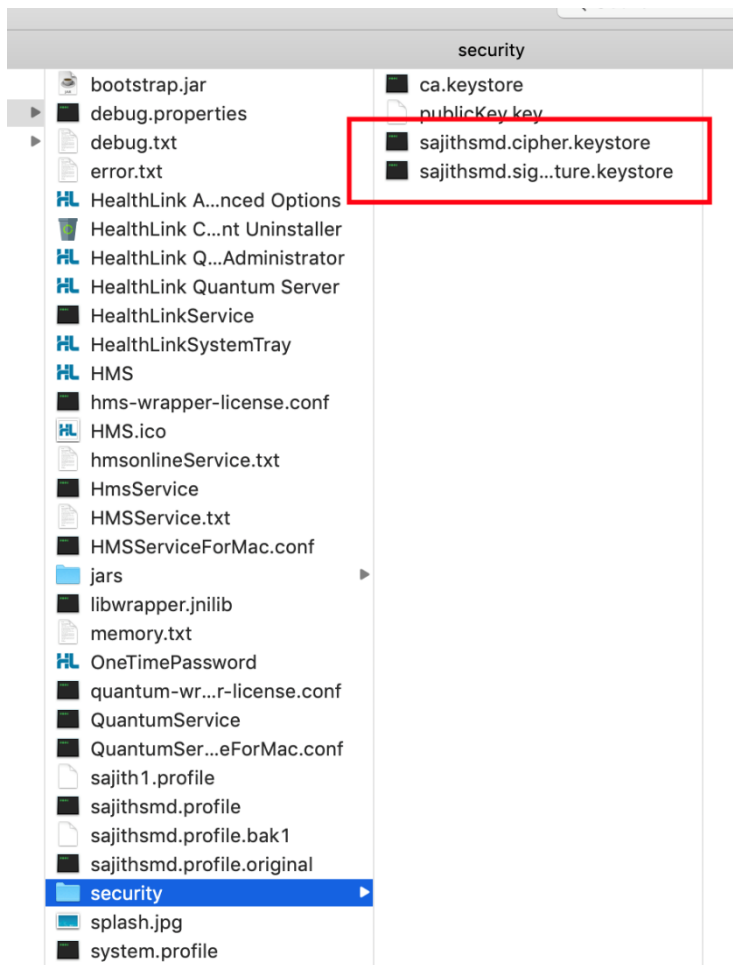 security
bootstrap.jar
debug.properties
debug.txt
error.txt
HealthLink A...nced Options
HealthLink C...nt Uninstaller
HealthLink Q...Administrator
HealthLink Quantum Server
HealthLinkService
HealthLinkSystemTray
HMS
hms-wrapper-license.conf
HMS.ico
hmsonlineService.txt
HmsService
HMSService.txt
HMSServiceForMac.conf
jars
libwrapper.jnilib
memory.txt
OneTimePassword
quantum-wr...r-license.conf
QuantumService
QuantumSer...eForMac.conf
sajith1.profile
sajithsmd.profile
sajithsmd.profile.bak1
sajithsmd.profile.original
security
splash.jpg
system.profile
ca.keystore
publicKey.key
sajithsmd.cipher.keystore
sajithsmd.sig...ture.keystore